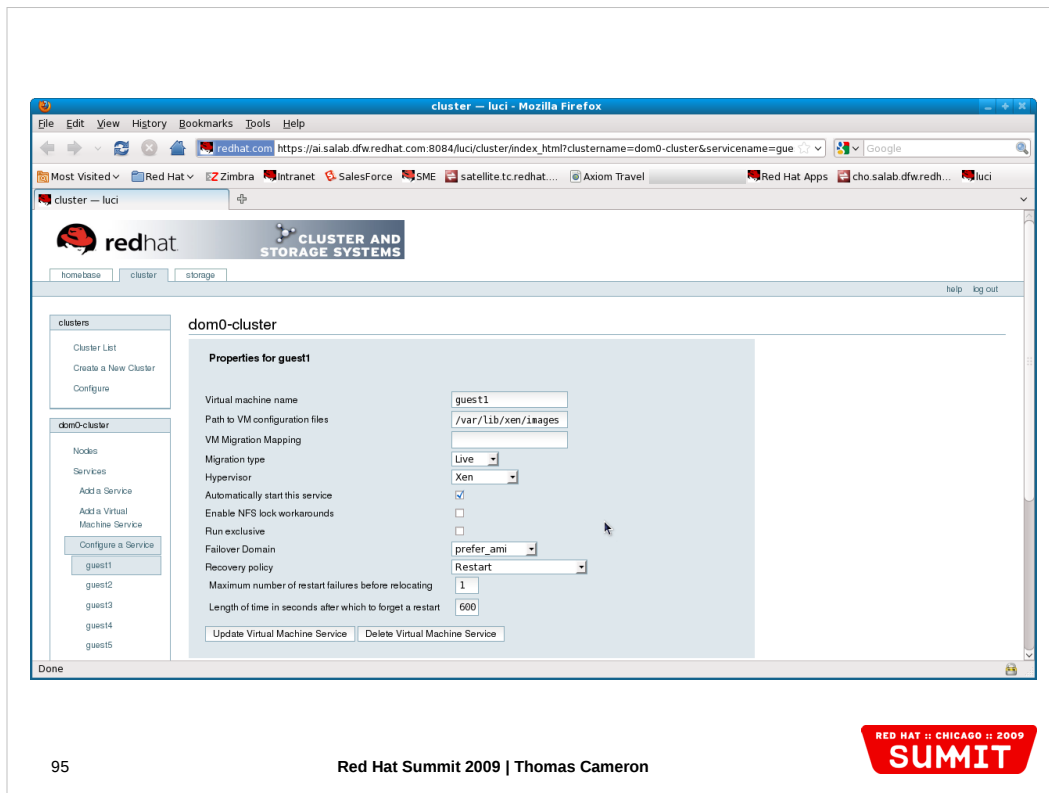 cluster — luci - Mozilla Firefox
File Edit View History Bookmarks Tools Help
redhat.com https://ai.salab.dfw.redhat.com:8084/luci/cluster/index_html?clustername=dom0-cluster&servicename=gue Google
Most Visited Red Hat Zimbra Intranet SalesForce SME satellite.tc.redhat.... Axiom Travel Red Hat Apps cho.salab.dfw.redh... luci
cluster — luci
redhat. CLUSTER AND
STORAGE SYSTEMS
homebase cluster storage
help log out
clusters
Cluster List
Create a New Cluster
Configure
dom0-cluster
Nodes
Services
Add a Service
Add a Virtual
Machine Service
Configure a Service
guest1
guest2
guest3
guest4
guest5
dom0-cluster
Properties for guest1
Virtual machine name guest1
Path to VM configuration files /var/lib/xen/images
VM Migration Mapping
Migration type Live
Hypervisor Xen
Automatically start this service
Enable NFS lock workarounds
Run exclusive
Failover Domain prefer_ami
Recovery policy Restart
Maximum number of restart failures before relocating 1
Length of time in seconds after which to forget a restart 600
Update Virtual Machine Service Delete Virtual Machine Service
Done
95 Red Hat Summit 2009 | Thomas Cameron
RED HAT :: CHICAGO :: 2009
SUMMIT